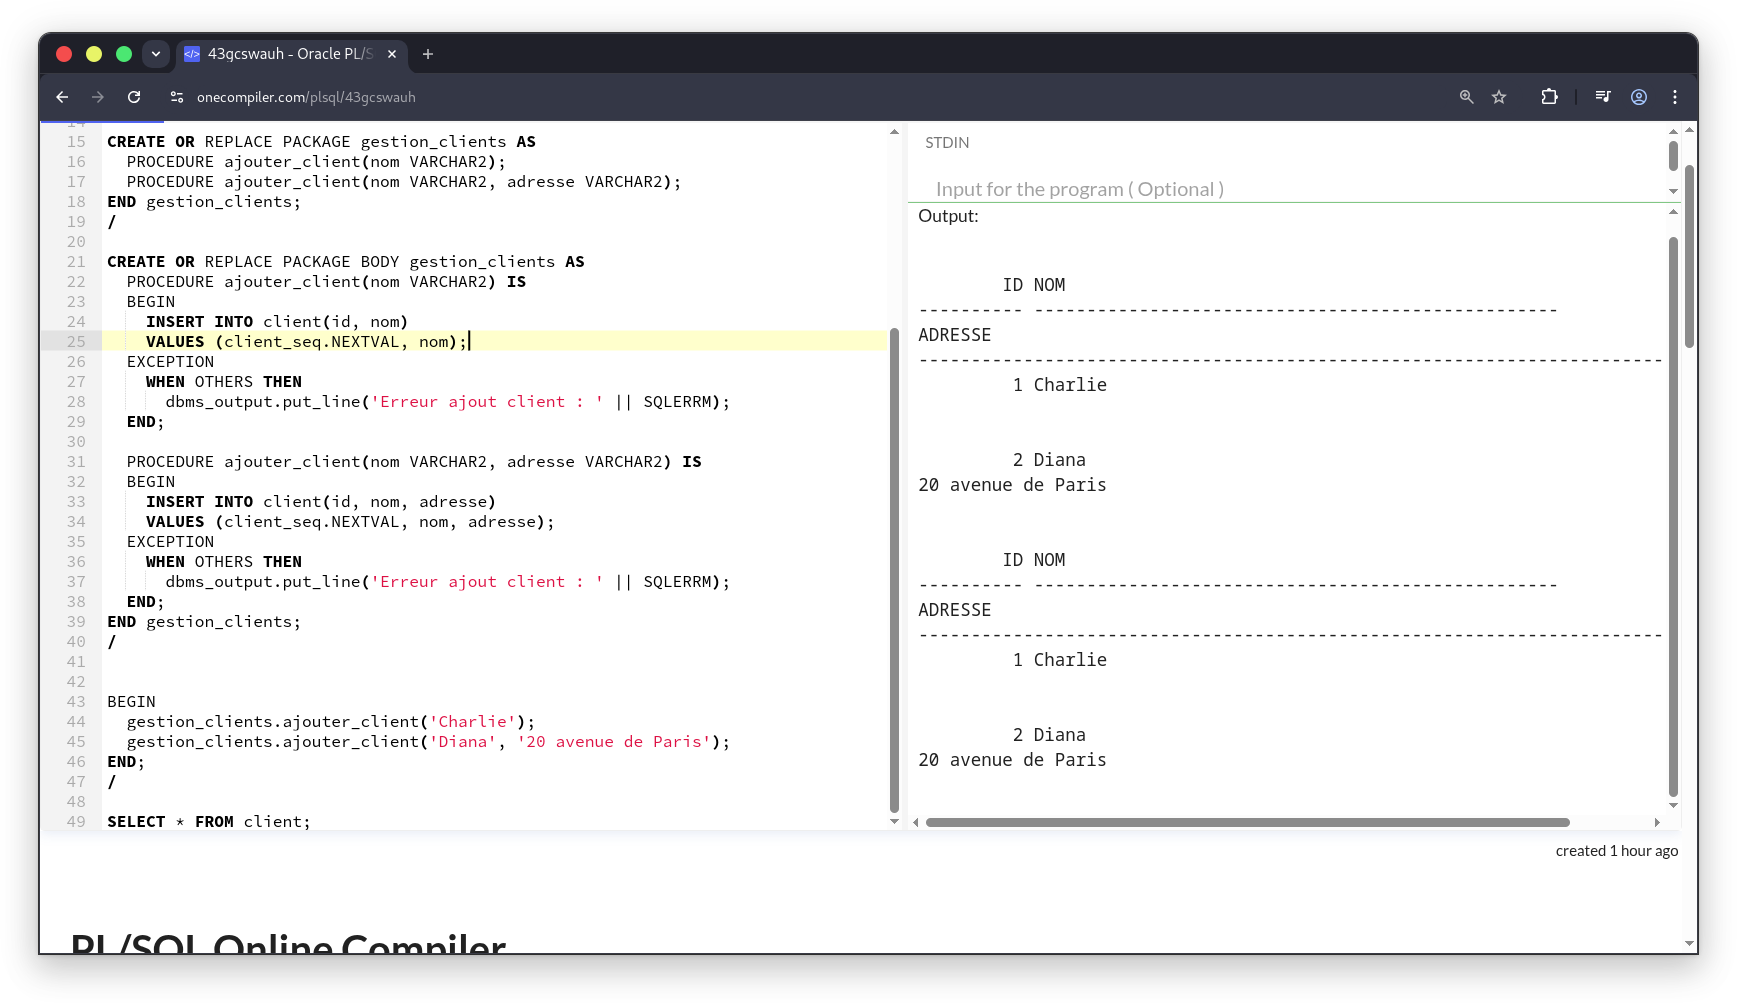 43gcswauh - Oracle PL/S
onecompiler.com/plsql/43gcswauh
14
15 CREATE OR REPLACE PACKAGE gestion_clients AS
16   PROCEDURE ajouter_client(nom VARCHAR2);
17   PROCEDURE ajouter_client(nom VARCHAR2, adresse VARCHAR2);
18 END gestion_clients;
19 /
20
21 CREATE OR REPLACE PACKAGE BODY gestion_clients AS
22   PROCEDURE ajouter_client(nom VARCHAR2) IS
23   BEGIN
24     INSERT INTO client(id, nom)
25     VALUES (client_seq.NEXTVAL, nom);
26   EXCEPTION
27     WHEN OTHERS THEN
28       dbms_output.put_line('Erreur ajout client : ' || SQLERRM);
29   END;
30
31   PROCEDURE ajouter_client(nom VARCHAR2, adresse VARCHAR2) IS
32   BEGIN
33     INSERT INTO client(id, nom, adresse)
34     VALUES (client_seq.NEXTVAL, nom, adresse);
35   EXCEPTION
36     WHEN OTHERS THEN
37       dbms_output.put_line('Erreur ajout client : ' || SQLERRM);
38   END;
39 END gestion_clients;
40 /
41
42
43 BEGIN
44   gestion_clients.ajouter_client('Charlie');
45   gestion_clients.ajouter_client('Diana', '20 avenue de Paris');
46 END;
47 /
48
49 SELECT * FROM client;
STDIN
Input for the program ( Optional )
Output:
        ID NOM
---------- --------------------------------------------------
ADRESSE
-----------------------------------------------------------------------
         1 Charlie
         2 Diana
20 avenue de Paris
        ID NOM
---------- --------------------------------------------------
ADRESSE
-----------------------------------------------------------------------
         1 Charlie
         2 Diana
20 avenue de Paris
created 1 hour ago
PL/SQL Online Compiler